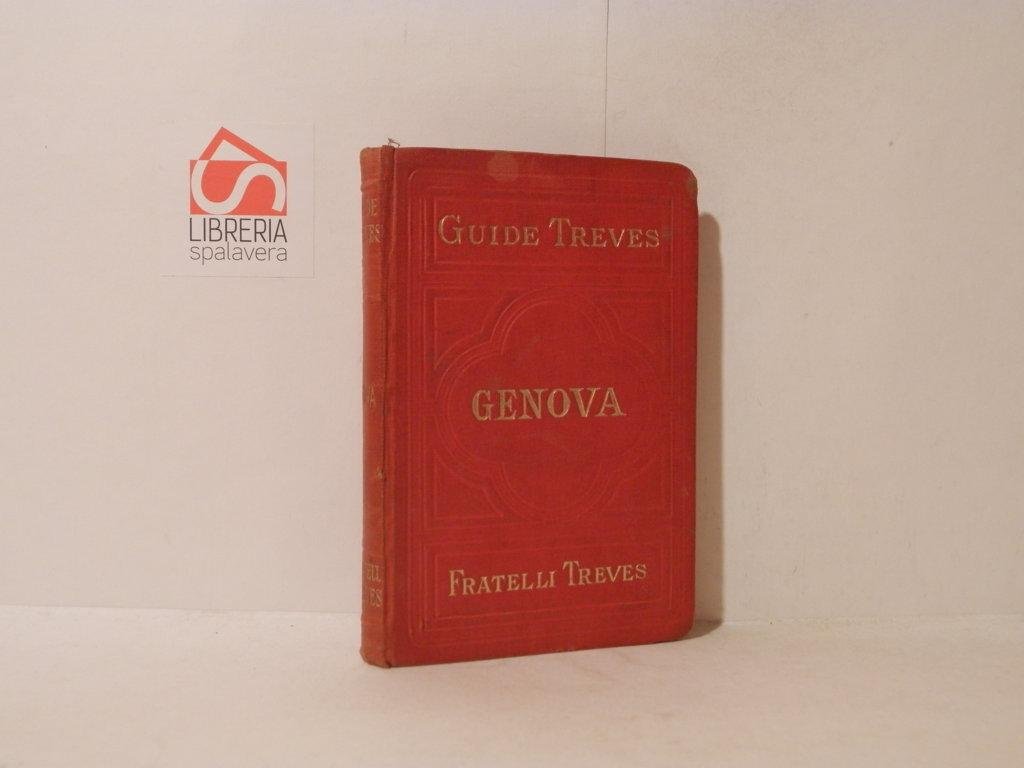 LIBRERIA
spalavera
GUIDE TREVES
GENOVA
FRATELLI TREVES